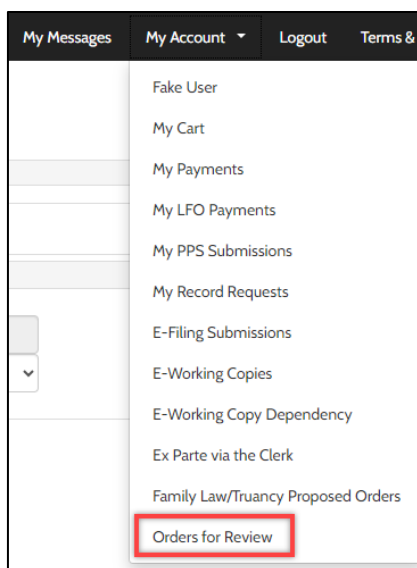 My Messages My Account Logout Terms &
Fake User
My Cart
My Payments
My LFO Payments
My PPS Submissions
My Record Requests
E-Filing Submissions
E-Working Copies
E-Working Copy Dependency
Ex Parte via the Clerk
Family Law/Truancy Proposed Orders
Orders for Review